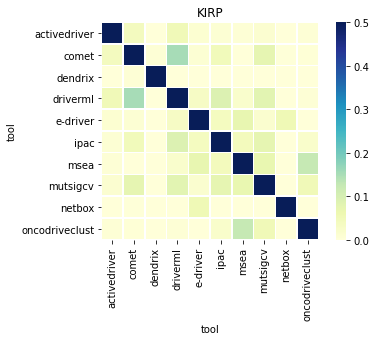 KIRP
tool
activedriver
comet
dendrix
driverml
e-driver
ipac
msea
mutsigcv
netbox
oncodriveclust
activedriver
comet
dendrix
driverml
e-driver
ipac
msea
mutsigcv
netbox
oncodriveclust
tool
0.5
0.4
0.3
0.2
0.1
0.0